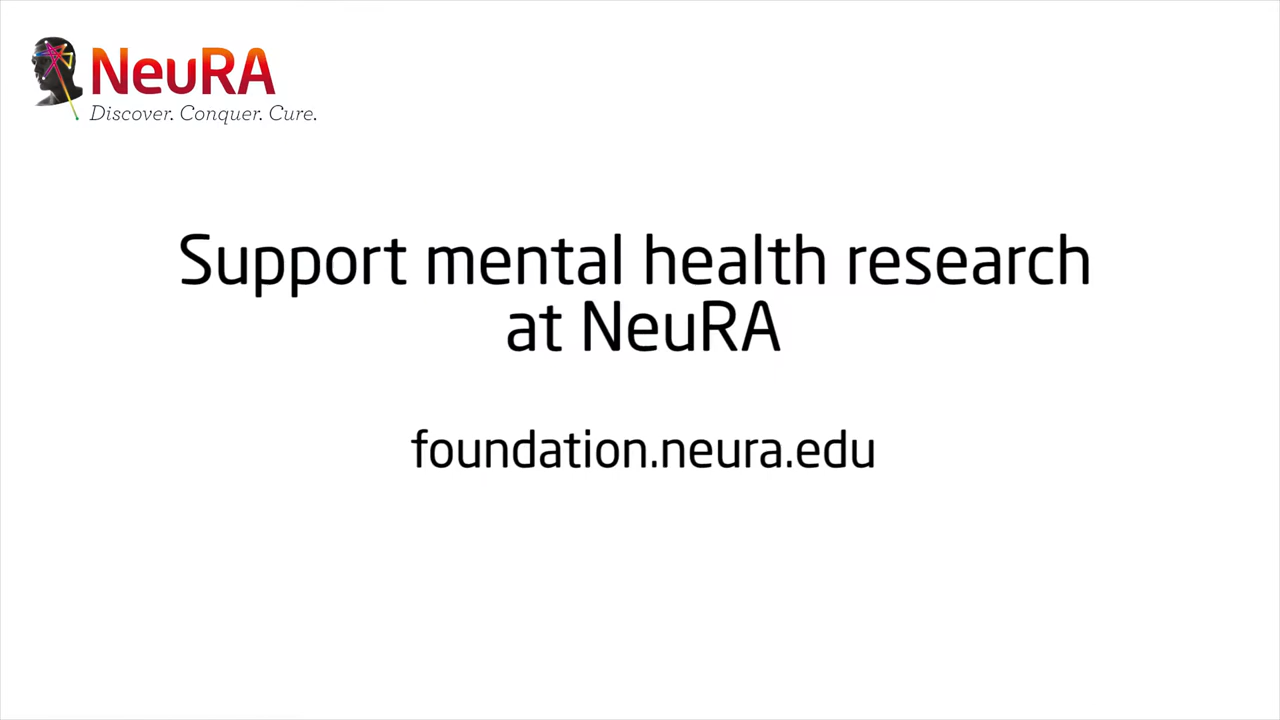 NeuRA
Discover. Conquer. Cure.
Support mental health research
at NeuRA
foundation.neura.edu